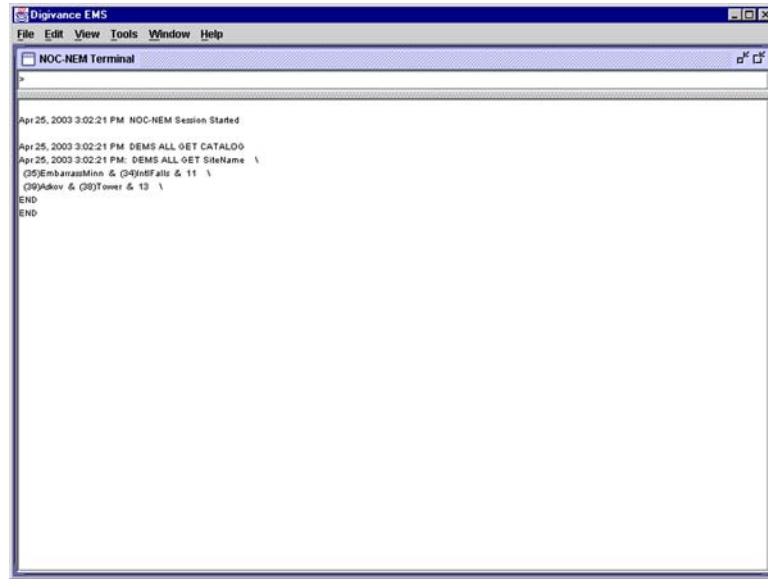 Digivance EMS
File Edit View Tools Window Help
NOC-NEM Terminal
>
Apr 25, 2003 3:02:21 PM NOC-NEM Session Started
Apr 25, 2003 3:02:21 PM DEMS ALL GET CATALOG
Apr 25, 2003 3:02:21 PM: DEMS ALL GET SiteName \
(35)EmbarrassMinn & (34)IntlFalls & 11 \
(39)Askov & (38)Tower & 13 \
END
END